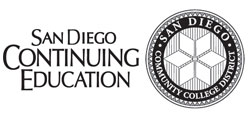 SAN DIEGO
CONTINUING
EDUCATION
SAN DIEGO
COMMUNITY COLLEGE DISTRICT